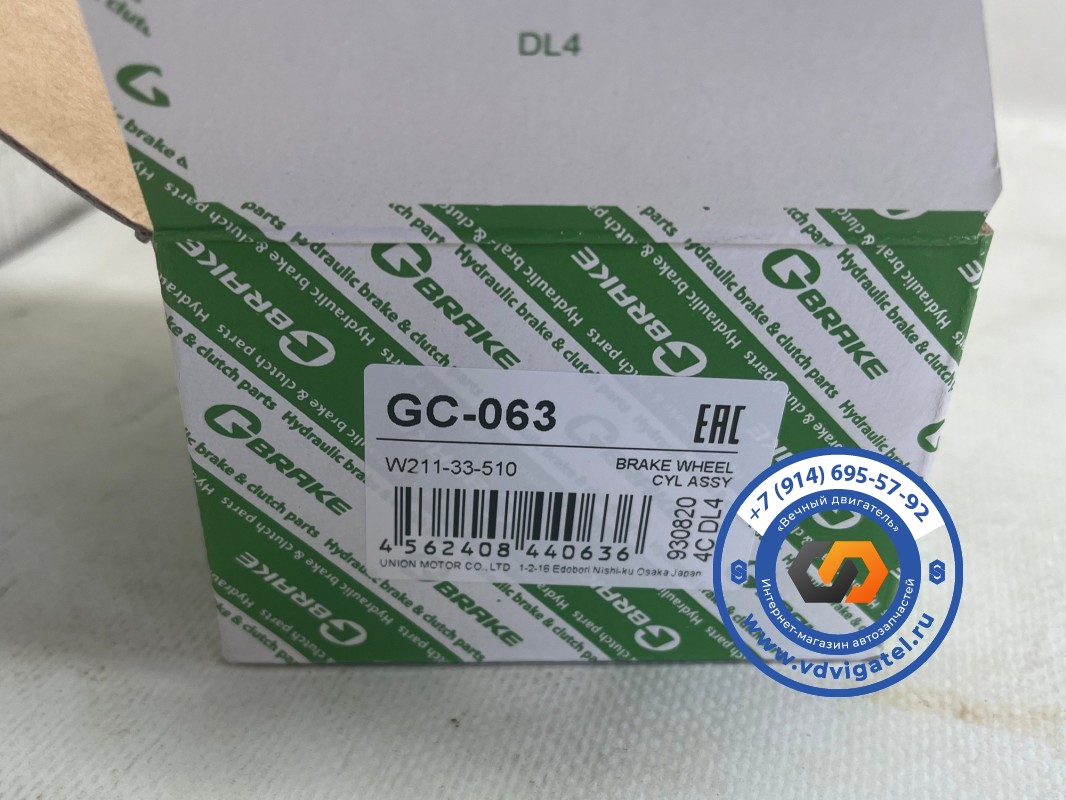 DL4
GBRAKE
Hydraulic brake & clutch parts
GC-063
EAC
W211-33-510
BRAKE WHEEL
CYL ASSY
4 562408 440636
930820
4C DL4
UNION MOTOR CO., LTD 1-2-16 Edobori Nishi-ku Osaka Japan
+7 (914) 695-57-92
«Вечный двигатель»
Интернет-магазин автозапчастей
www.vdvigatel.ru